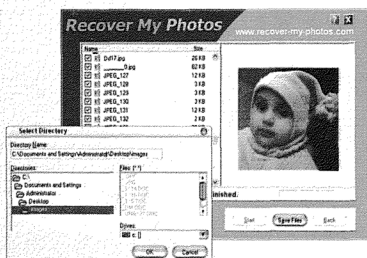 Recover My Photos
www.recover-my-photos.com
Name Size
Dsf17.jpg 26 KB
0.jpg 62 KB
JPEG_127 12 KB
JPEG_128 3 KB
JPEG_129 3 KB
JPEG_130 3 KB
JPEG_131 12 KB
JPEG_132 2 KB
Select Directory
Directory Name:
C:\Documents and Settings\Administrator\Desktop\images
Directories: Files: (*.*)
C:\
Documents and Settings
Administrator
Desktop
images
Drives:
c: []
OK Cancel
inished.
Start Save Files Back